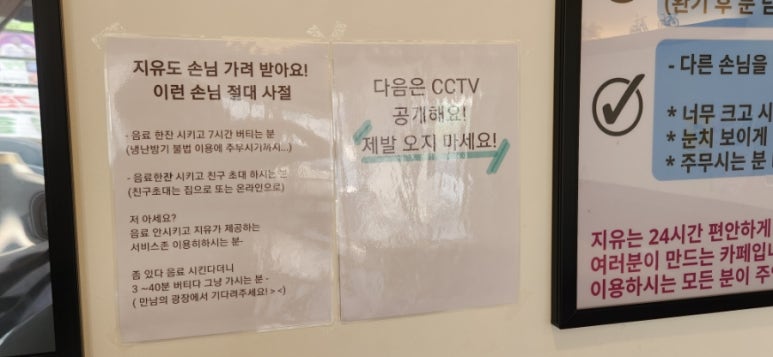 지유도 손님 가려 받아요!
이런 손님 절대 사절
- 음료 한잔 시키고 7시간 버티는 분
(냉난방기 불법 이용에 주무시기까지...)
- 음료한잔 시키고 친구 초대 하시는 분
(친구초대는 집으로 또는 온라인으로)
저 아세요?
음료 안시키고 지유가 제공하는
서비스존 이용히하시는 분-
좀 있다 음료 시킨다더니
3 ~40분 버티다 그냥 가시는 분 -
( 만남의 광장에서 기다려주세요! > <)
다음은 CCTV
공개해요!
제발 오지 마세요!
(환기 후 분
- 다른 손님을
* 너무 크고 시
* 눈치 보이게
* 주무시는 분
지유는 24시간 편안하게
여러분이 만드는 카페입니
이용하시는 모든 분이 주